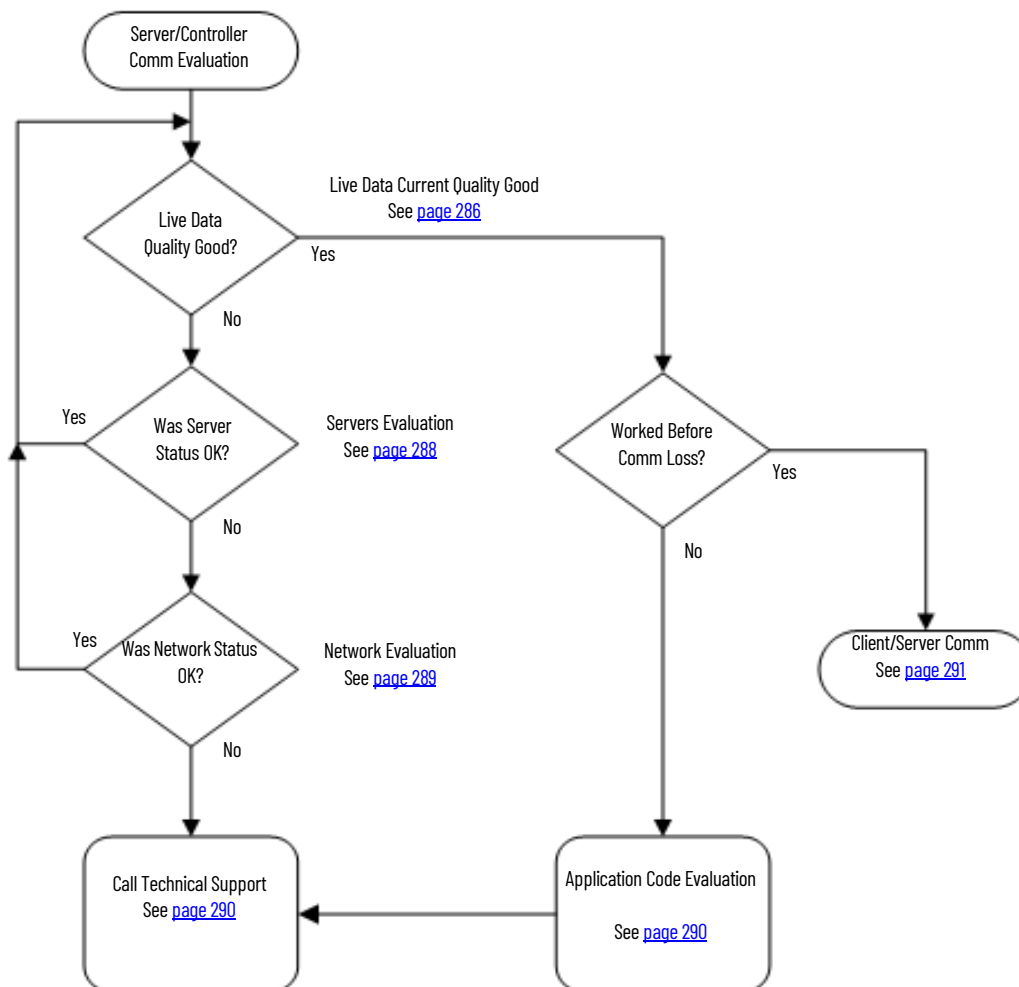 Server/Controller
Comm Evaluation
Live Data Current Quality Good
See page 286
Live Data
Quality Good?
Yes
No
Yes
Was Server
Status OK?
Servers Evaluation
See page 288
Worked Before
Comm Loss?
Yes
No
No
Yes
Was Network Status
OK?
Network Evaluation
See page 289
Client/Server Comm
See page 291
No
Call Technical Support
See page 290
Application Code Evaluation
See page 290